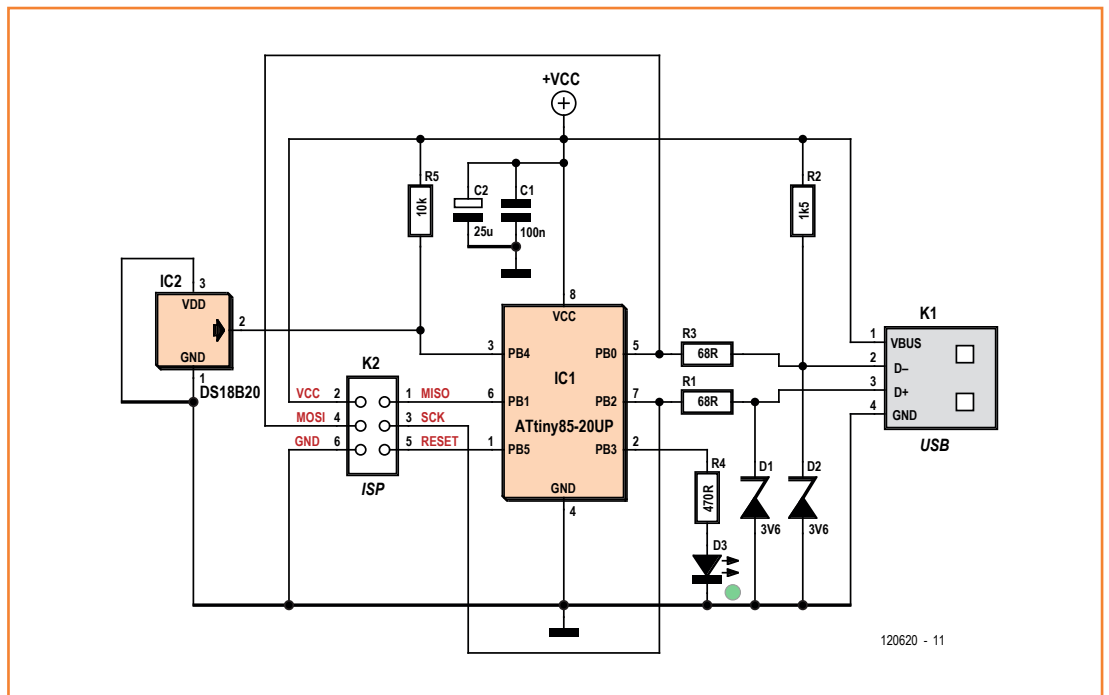 +VCC
R5
10k
C2
25u
C1
100n
R2
1k5
IC2
3
VDD
2
GND
1
DS18B20
8
VCC
3
PB4
PB0
5
6
PB1
IC1
PB2
7
ATtiny85-20UP
1
PB5
PB3
2
GND
4
K2
VCC
2
1
MISO
MOSI
4
3
SCK
GND
6
5
RESET
ISP
R3
68R
R1
68R
R4
470R
D3
D1
3V6
D2
3V6
K1
1
VBUS
2
D–
3
D+
4
GND
USB
120620 - 11